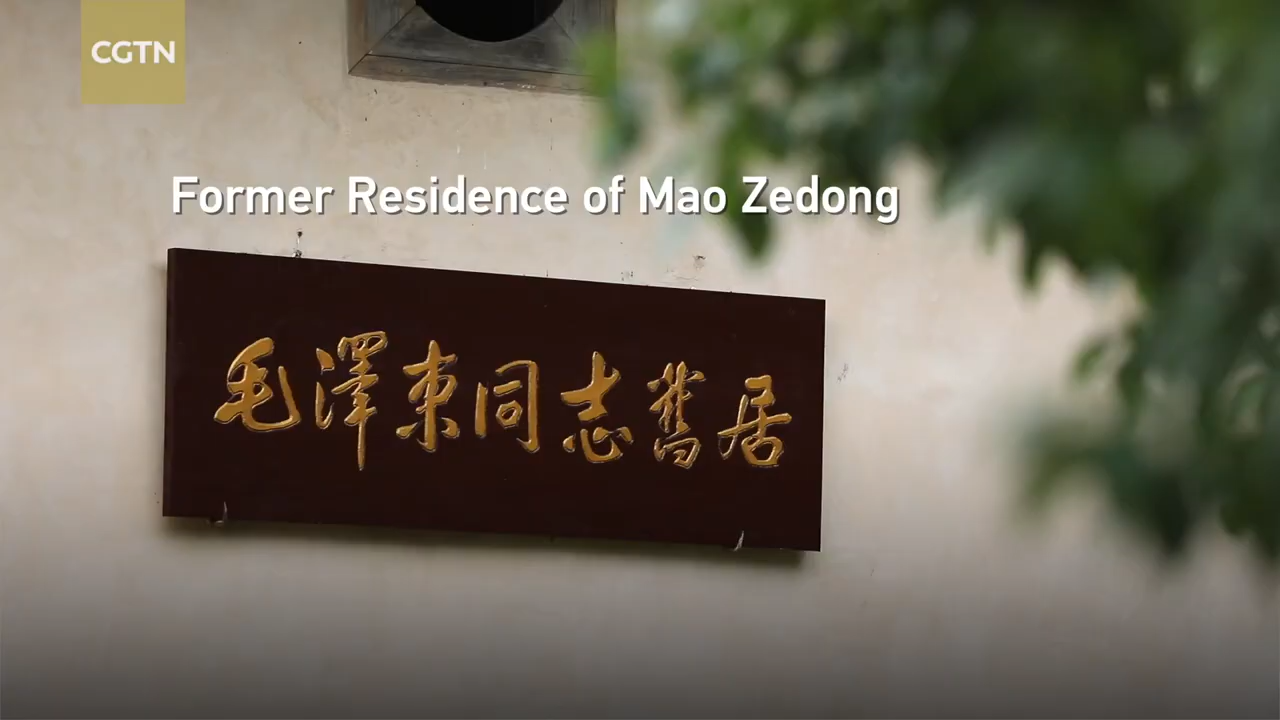 CGTN
Former Residence of Mao Zedong
毛澤東同志舊居